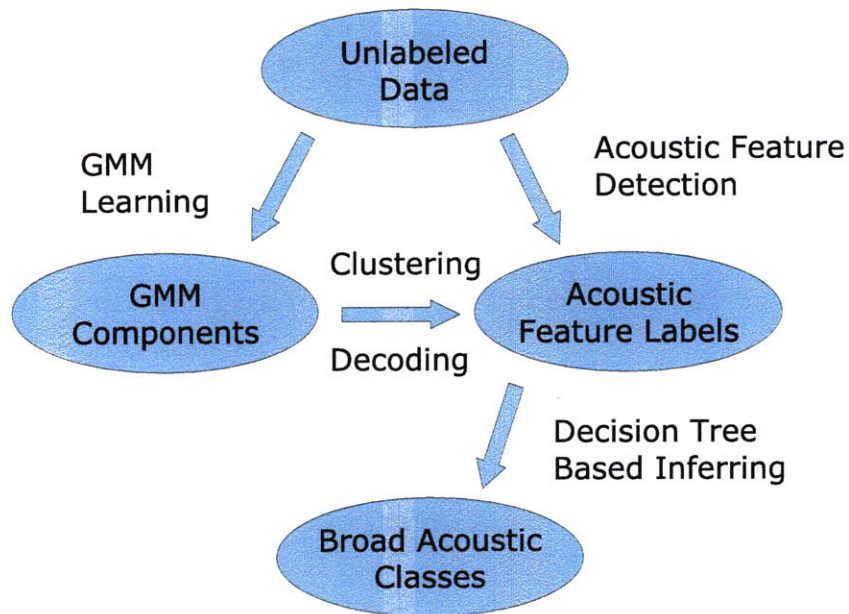 Unlabeled
Data
GMM
Learning
Acoustic Feature
Detection
GMM
Components
Clustering
Decoding
Acoustic
Feature Labels
Decision Tree
Based Inferring
Broad Acoustic
Classes